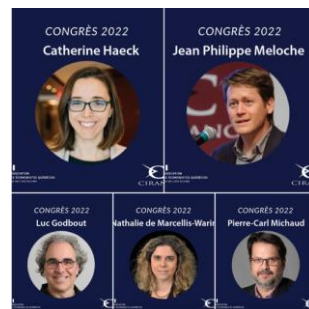 CONGRÈS 2022
Catherine Haeck
CONGRÈS 2022
Jean Philippe Meloche
CIRAN
CONGRÈS 2022
Luc Godbout
CONGRÈS 2022
Nathalie de Marcellis-Warin
CONGRÈS 2022
Pierre-Carl Michaud